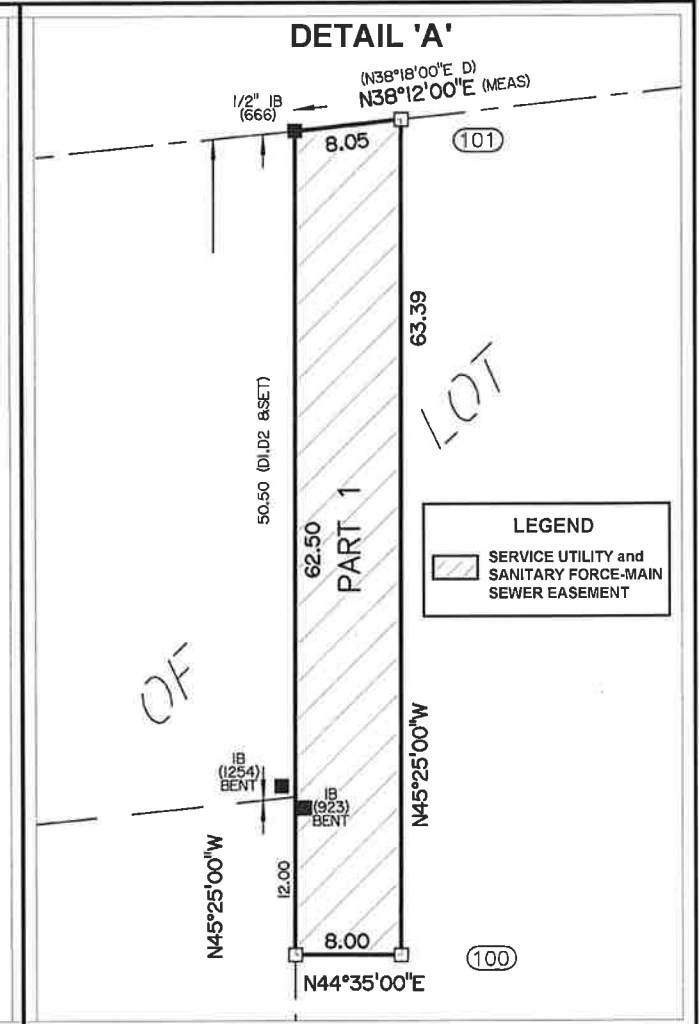 DETAIL 'A'
(N38°18'00"E D)
N38°12'00"E (MEAS)
1/2" IB
(666)
8.05
101
63.39
LOT
50.50 (D1,D2 &SET)
62.50
PART 1
LEGEND
SERVICE UTILITY and
SANITARY FORCE-MAIN
SEWER EASEMENT
OF
IB
(1254)
BENT
IB
(923)
BENT
N45°25'00"W
N45°25'00"W
12.00
8.00
100
N44°35'00"E